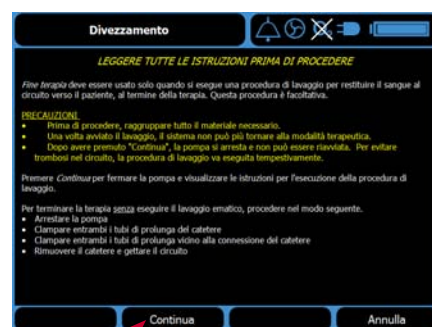 Divezzamento
LEGGERE TUTTE LE ISTRUZIONI PRIMA DI PROCEDERE
Fine terapia deve essere usato solo quando si esegue una procedura di lavaggio per restituire il sangue al
circuito verso il paziente, al termine della terapia. Questa procedura è facoltativa.
PRECAUZIONI
• Prima di procedere, raggruppare tutto il materiale necessario.
• Una volta avviato il lavaggio, il sistema non può più tornare alla modalità terapeutica.
• Dopo avere premuto "Continua", la pompa si arresta e non può essere riavviata. Per evitare
trombosi nel circuito, la procedura di lavaggio va eseguita tempestivamente.
Premere Continua per fermare la pompa e visualizzare le istruzioni per l'esecuzione della procedura di
lavaggio.
Per terminare la terapia senza eseguire il lavaggio ematico, procedere nel modo seguente.
• Arrestare la pompa
• Clampare entrambi i tubi di prolunga del catetere
• Clampare entrambi i tubi di prolunga vicino alla connessione del catetere
• Rimuovere il catetere e gettare il circuito
Continua
Annulla